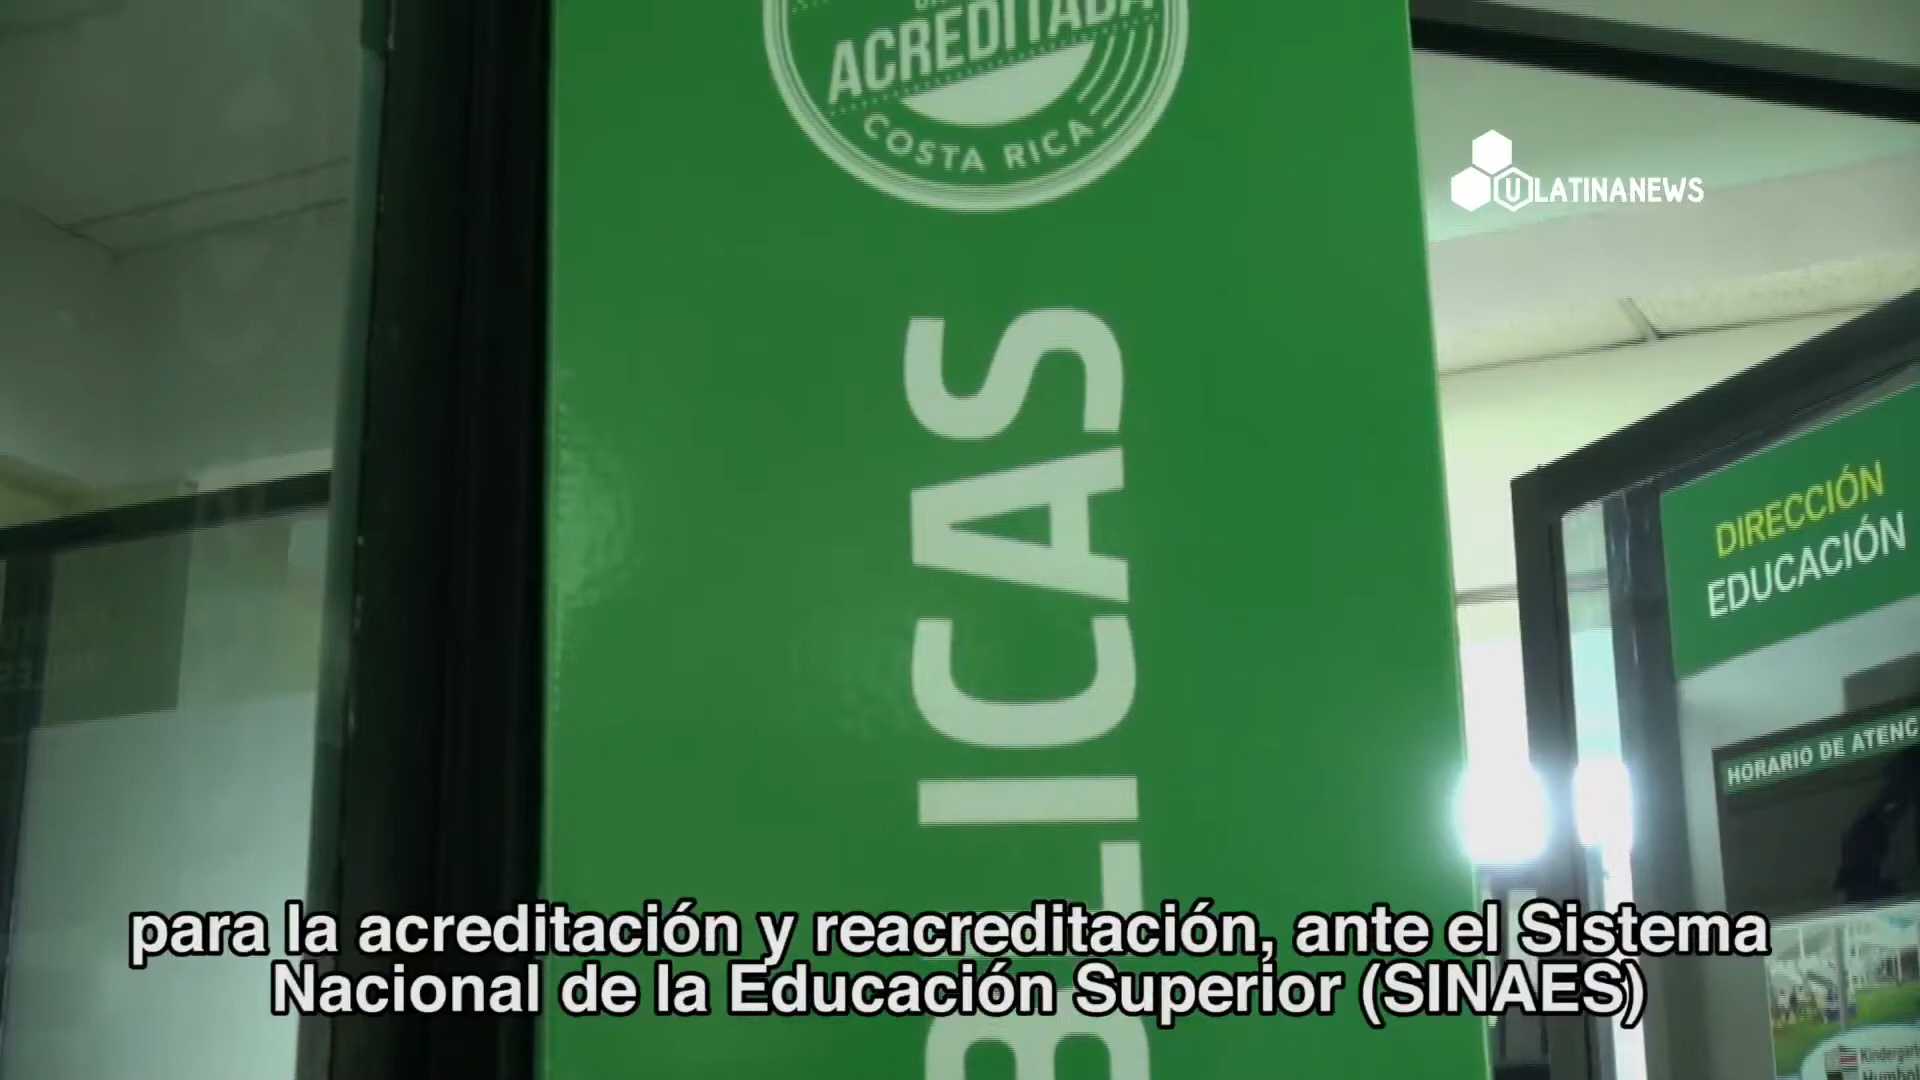 ACREDITADA
COSTA RICA
ULATINANEWS
BLICAS
DIRECCIÓN
EDUCACIÓN
HORARIO DE ATENC
para la acreditación y reacreditación, ante el Sistema
Nacional de la Educación Superior (SINAES)